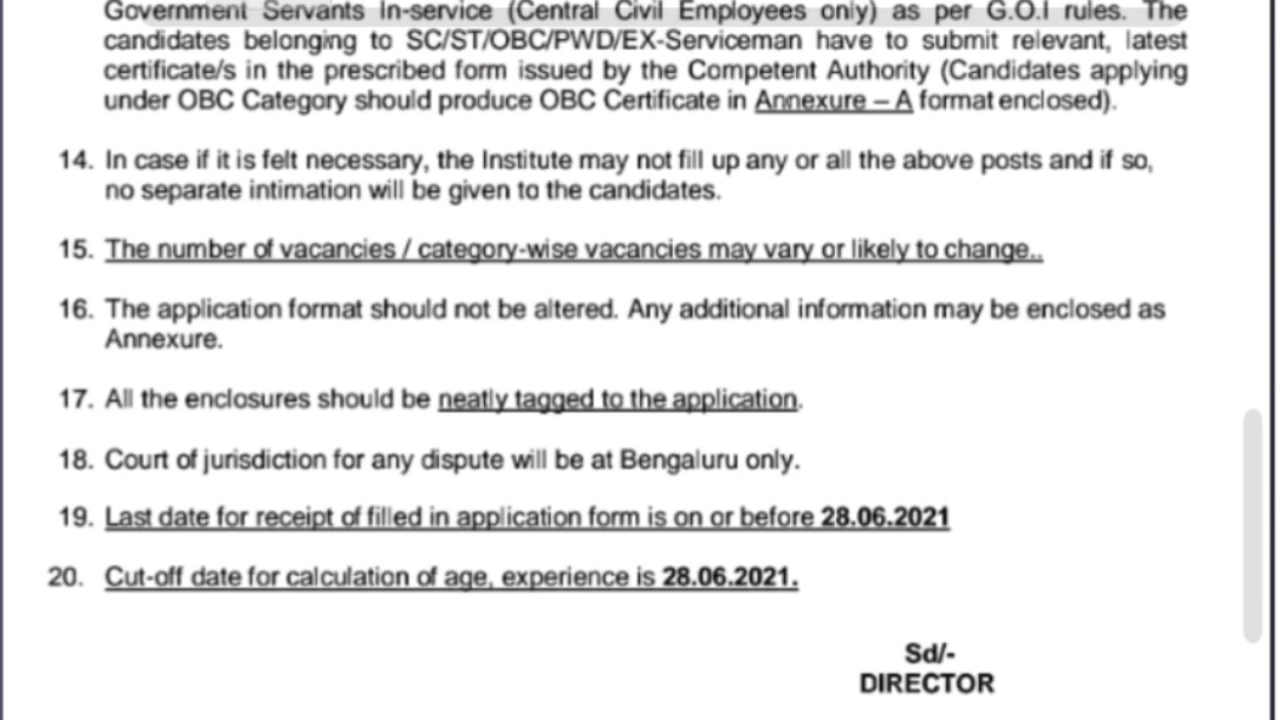 Government Servants In-service (Central Civil Employees only) as per G.O.I rules. The
candidates belonging to SC/ST/OBC/PWD/EX-Serviceman have to submit relevant, latest
certificate/s in the prescribed form issued by the Competent Authority (Candidates applying
under OBC Category should produce OBC Certificate in Annexure – A format enclosed).
14. In case if it is felt necessary, the Institute may not fill up any or all the above posts and if so,
no separate intimation will be given to the candidates.
15. The number of vacancies / category-wise vacancies may vary or likely to change..
16. The application format should not be altered. Any additional information may be enclosed as
Annexure.
17. All the enclosures should be neatly tagged to the application.
18. Court of jurisdiction for any dispute will be at Bengaluru only.
19. Last date for receipt of filled in application form is on or before 28.06.2021
20. Cut-off date for calculation of age, experience is 28.06.2021.
Sd/-
DIRECTOR